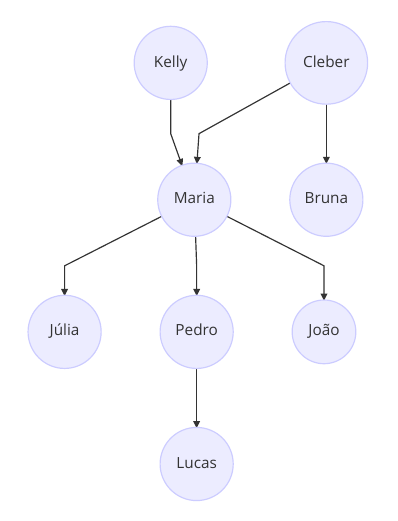 Kelly
Cleber
Maria
Bruna
Júlia
Pedro
João
Lucas